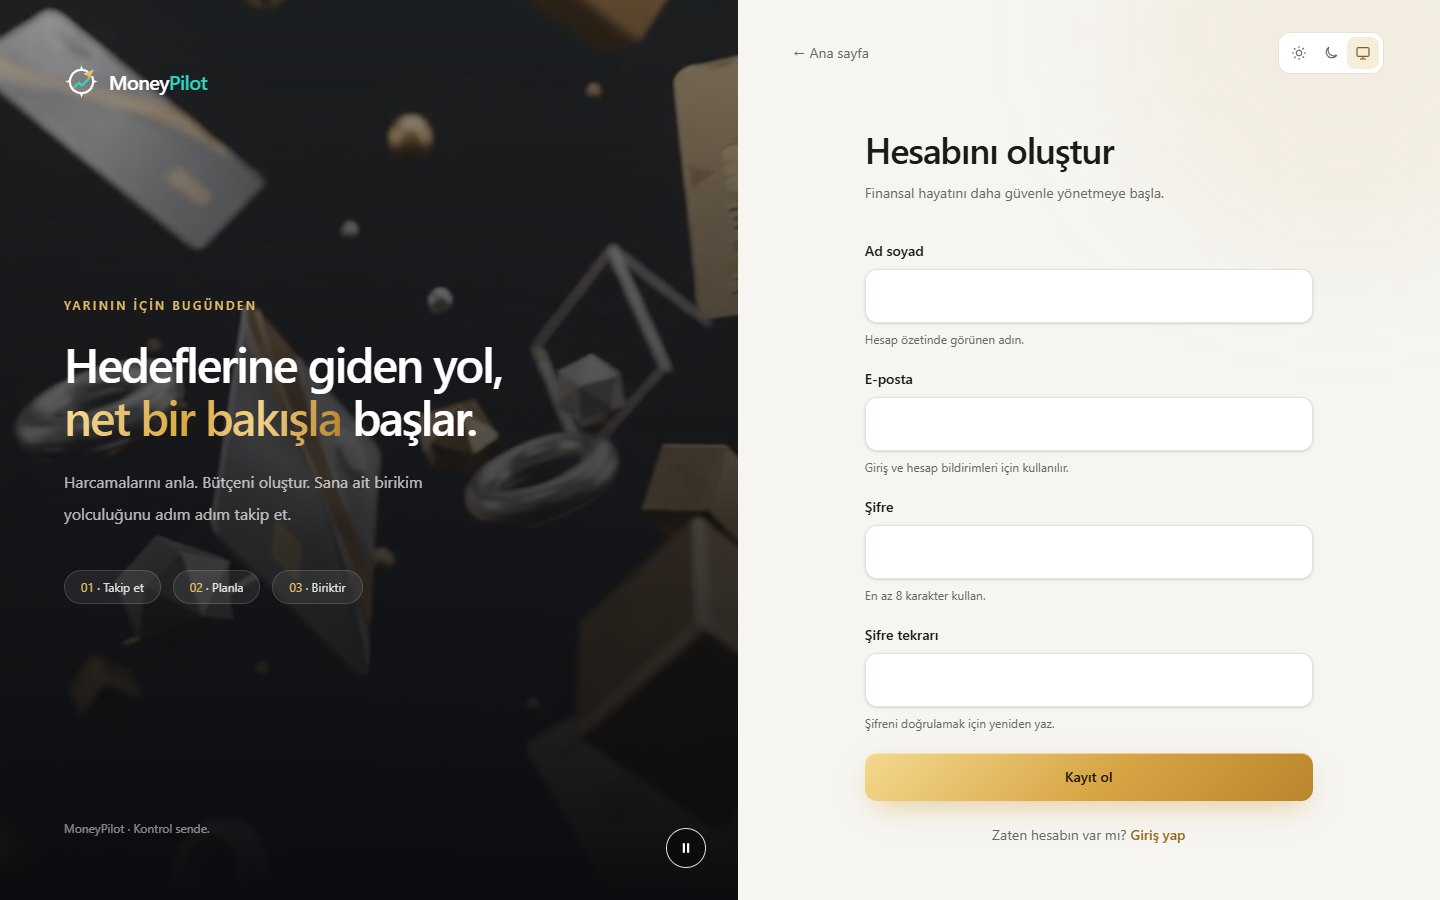 MoneyPilot
YARININ İÇİN BUGÜNDEN
Hedeflerine giden yol,
net bir bakışla başlar.
Harcamalarını anla. Bütçeni oluştur. Sana ait birikim
yolculuğunu adım adım takip et.
01 · Takip et
02 · Planla
03 · Biriktir
MoneyPilot · Kontrol sende.
← Ana sayfa
Hesabını oluştur
Finansal hayatını daha güvenle yönetmeye başla.
Ad soyad
Hesap özetinde görünen adın.
E-posta
Giriş ve hesap bildirimleri için kullanılır.
Şifre
En az 8 karakter kullan.
Şifre tekrarı
Şifreni doğrulamak için yeniden yaz.
Kayıt ol
Zaten hesabın var mı? Giriş yap